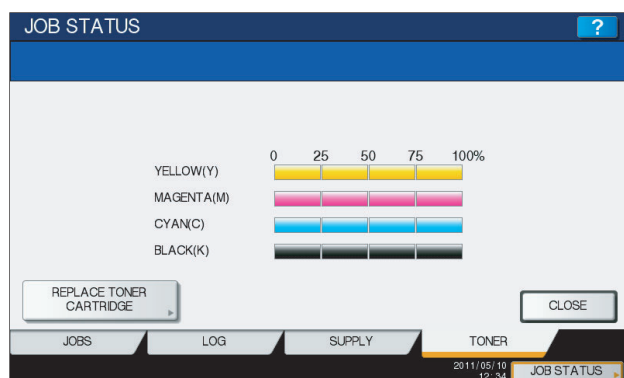 JOB STATUS ?
0 25 50 75 100%
YELLOW(Y)
MAGENTA(M)
CYAN(C)
BLACK(K)
REPLACE TONER
CARTRIDGE
CLOSE
JOBS LOG SUPPLY TONER
2011/05/10
12:34
JOB STATUS